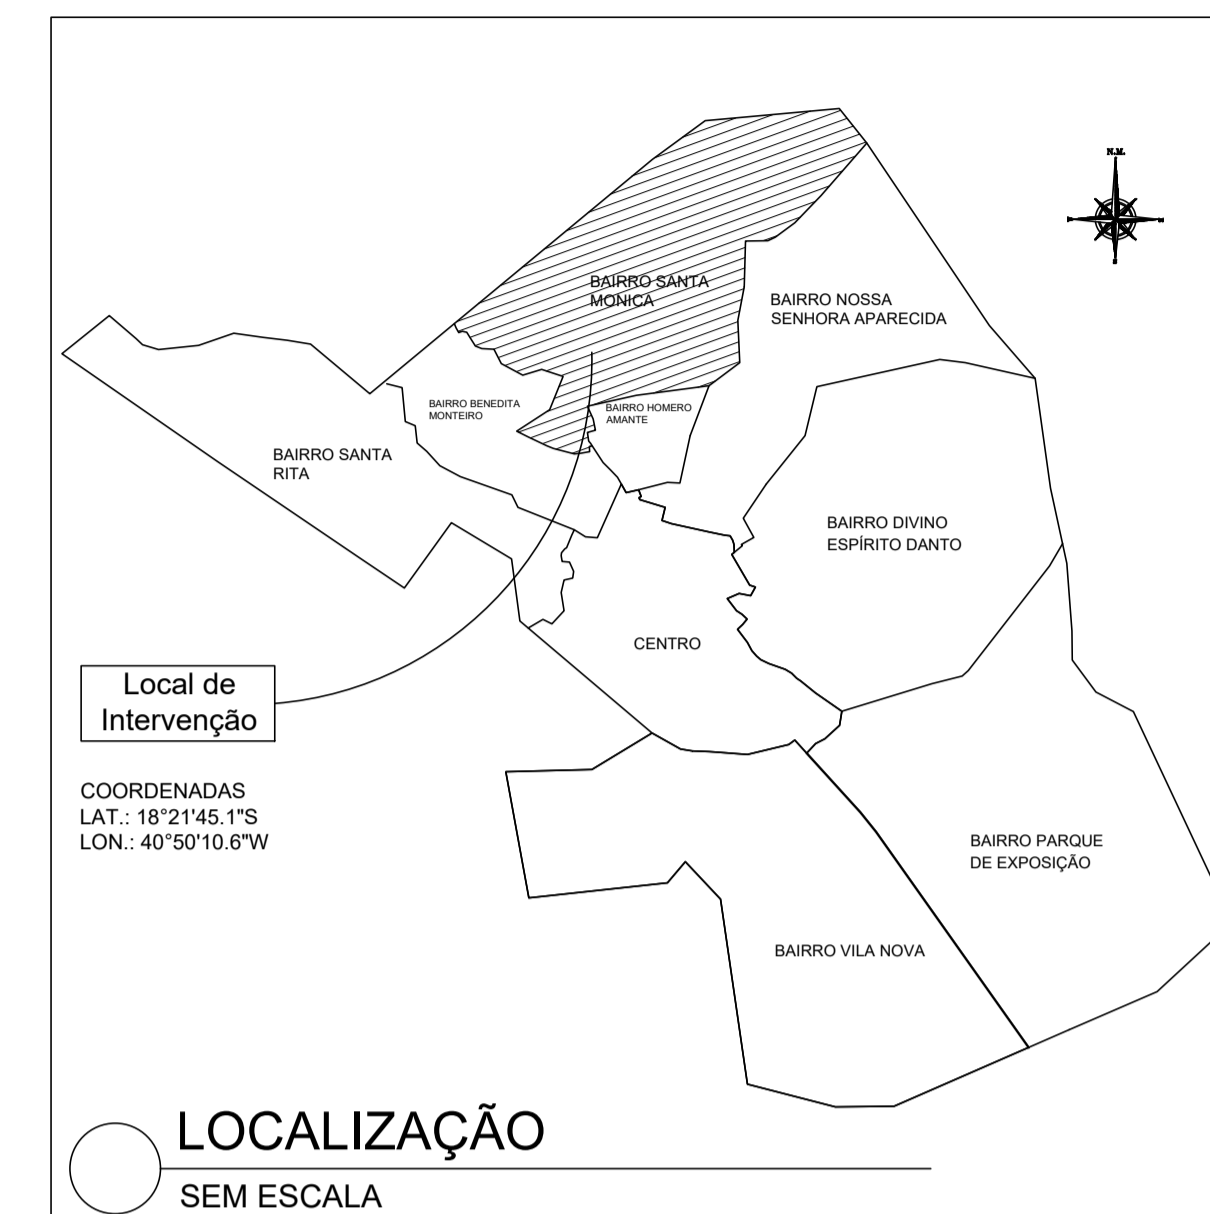 N.M.
BAIRRO SANTA
MONICA
BAIRRO NOSSA
SENHORA APARECIDA
BAIRRO BENEDITA
MONTEIRO
BAIRRO HOMERO
AMANTE
BAIRRO SANTA
RITA
BAIRRO DIVINO
ESPÍRITO DANTO
CENTRO
Local de
Intervenção
COORDENADAS
LAT.: 18°21'45.1"S
LON.: 40°50'10.6"W
BAIRRO PARQUE
DE EXPOSIÇÃO
BAIRRO VILA NOVA
LOCALIZAÇÃO
SEM ESCALA